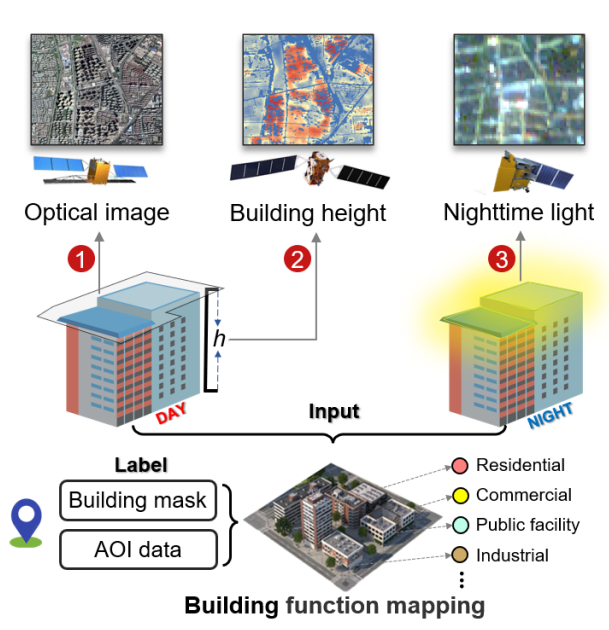 Optical image
Building height
Nighttime light
1
2
3
h
DAY
NIGHT
Input
Label
Building mask
AOI data
Residential
Commercial
Public facility
Industrial
Building function mapping